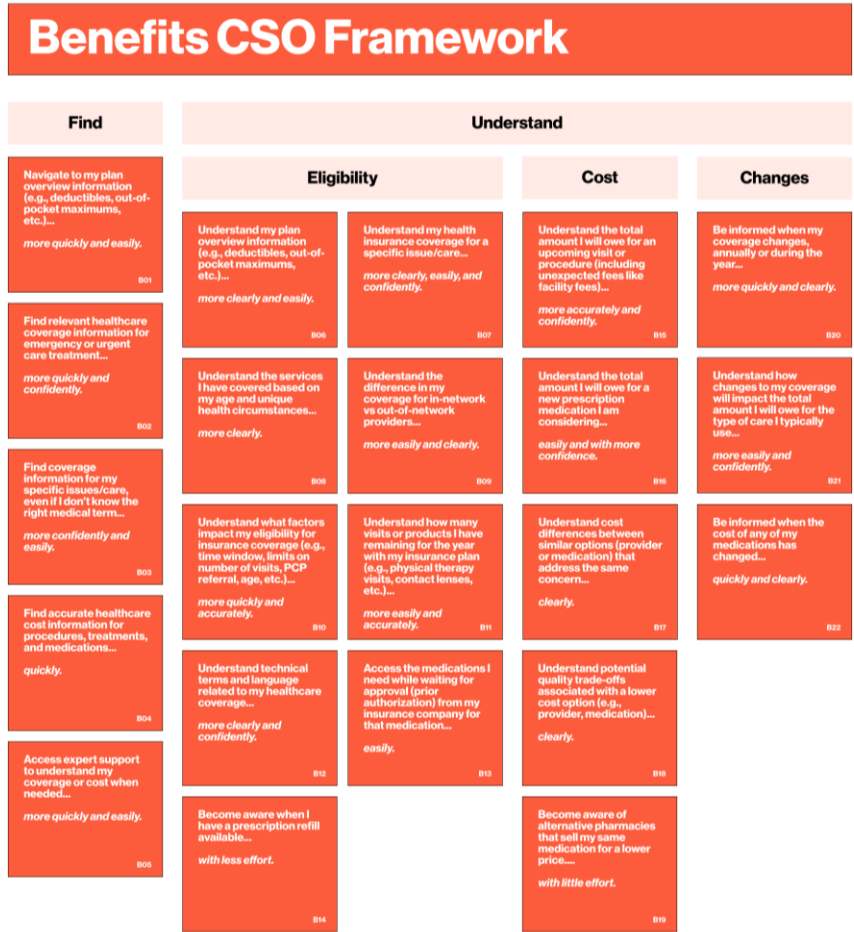 Benefits CSO Framework
Find
Understand
Eligibility
Cost
Changes
Navigate to my plan
overview information
(e.g., deductibles, out-of-
pocket maximums,
etc.)...
more quickly and easily.
B01
Find relevant healthcare
coverage information for
emergency or urgent
care treatment...
more quickly and
confidently.
B02
Find coverage
information for my
specific issues/care,
even if I don't know the
right medical term...
more confidently and
easily.
B03
Find accurate healthcare
cost information for
procedures, treatments,
and medications...
quickly.
B04
Access expert support
to understand my
coverage or cost when
needed...
more quickly and easily.
B05
Understand my plan
overview information
(e.g., deductibles, out-of-
pocket maximums,
etc.)...
more clearly and easily.
B06
Understand my health
insurance coverage for a
specific issue/care...
more clearly, easily, and
confidently.
B07
Understand the services
I have covered based on
my age and unique
health circumstances...
more clearly.
B08
Understand the
difference in my
coverage for in-network
vs out-of-network
providers...
more easily and clearly.
B09
Understand what factors
impact my eligibility for
insurance coverage (e.g.,
time window, limits on
number of visits, PCP
referral, age, etc.)...
more quickly and
accurately.
B10
Understand how many
visits or products I have
remaining for the year
with my insurance plan
(e.g., physical therapy
visits, contact lenses,
etc.)...
more easily and
accurately.
B11
Understand technical
terms and language
related to my healthcare
coverage...
more clearly and
confidently.
B12
Access the medications I
need while waiting for
approval (prior
authorization) from my
insurance company for
that medication...
easily.
B13
Become aware when I
have a prescription refill
available...
with less effort.
B14
Understand the total
amount I will owe for an
upcoming visit or
procedure (including
unexpected fees like
facility fees)...
more accurately and
confidently.
B15
Understand the total
amount I will owe for a
new prescription
medication I am
considering...
easily and with more
confidence.
B16
Understand cost
differences between
similar options (provider
or medication) that
address the same
concern...
clearly.
B17
Understand potential
quality trade-offs
associated with a lower
cost option (e.g.,
provider, medication)...
clearly.
B18
Become aware of
alternative pharmacies
that sell my same
medication for a lower
price....
with little effort.
B19
Be informed when my
coverage changes,
annually or during the
year...
more quickly and clearly.
B20
Understand how
changes to my coverage
will impact the total
amount I will owe for the
type of care I typically
use...
more easily and
confidently.
B21
Be informed when the
cost of any of my
medications has
changed...
quickly and clearly.
B22